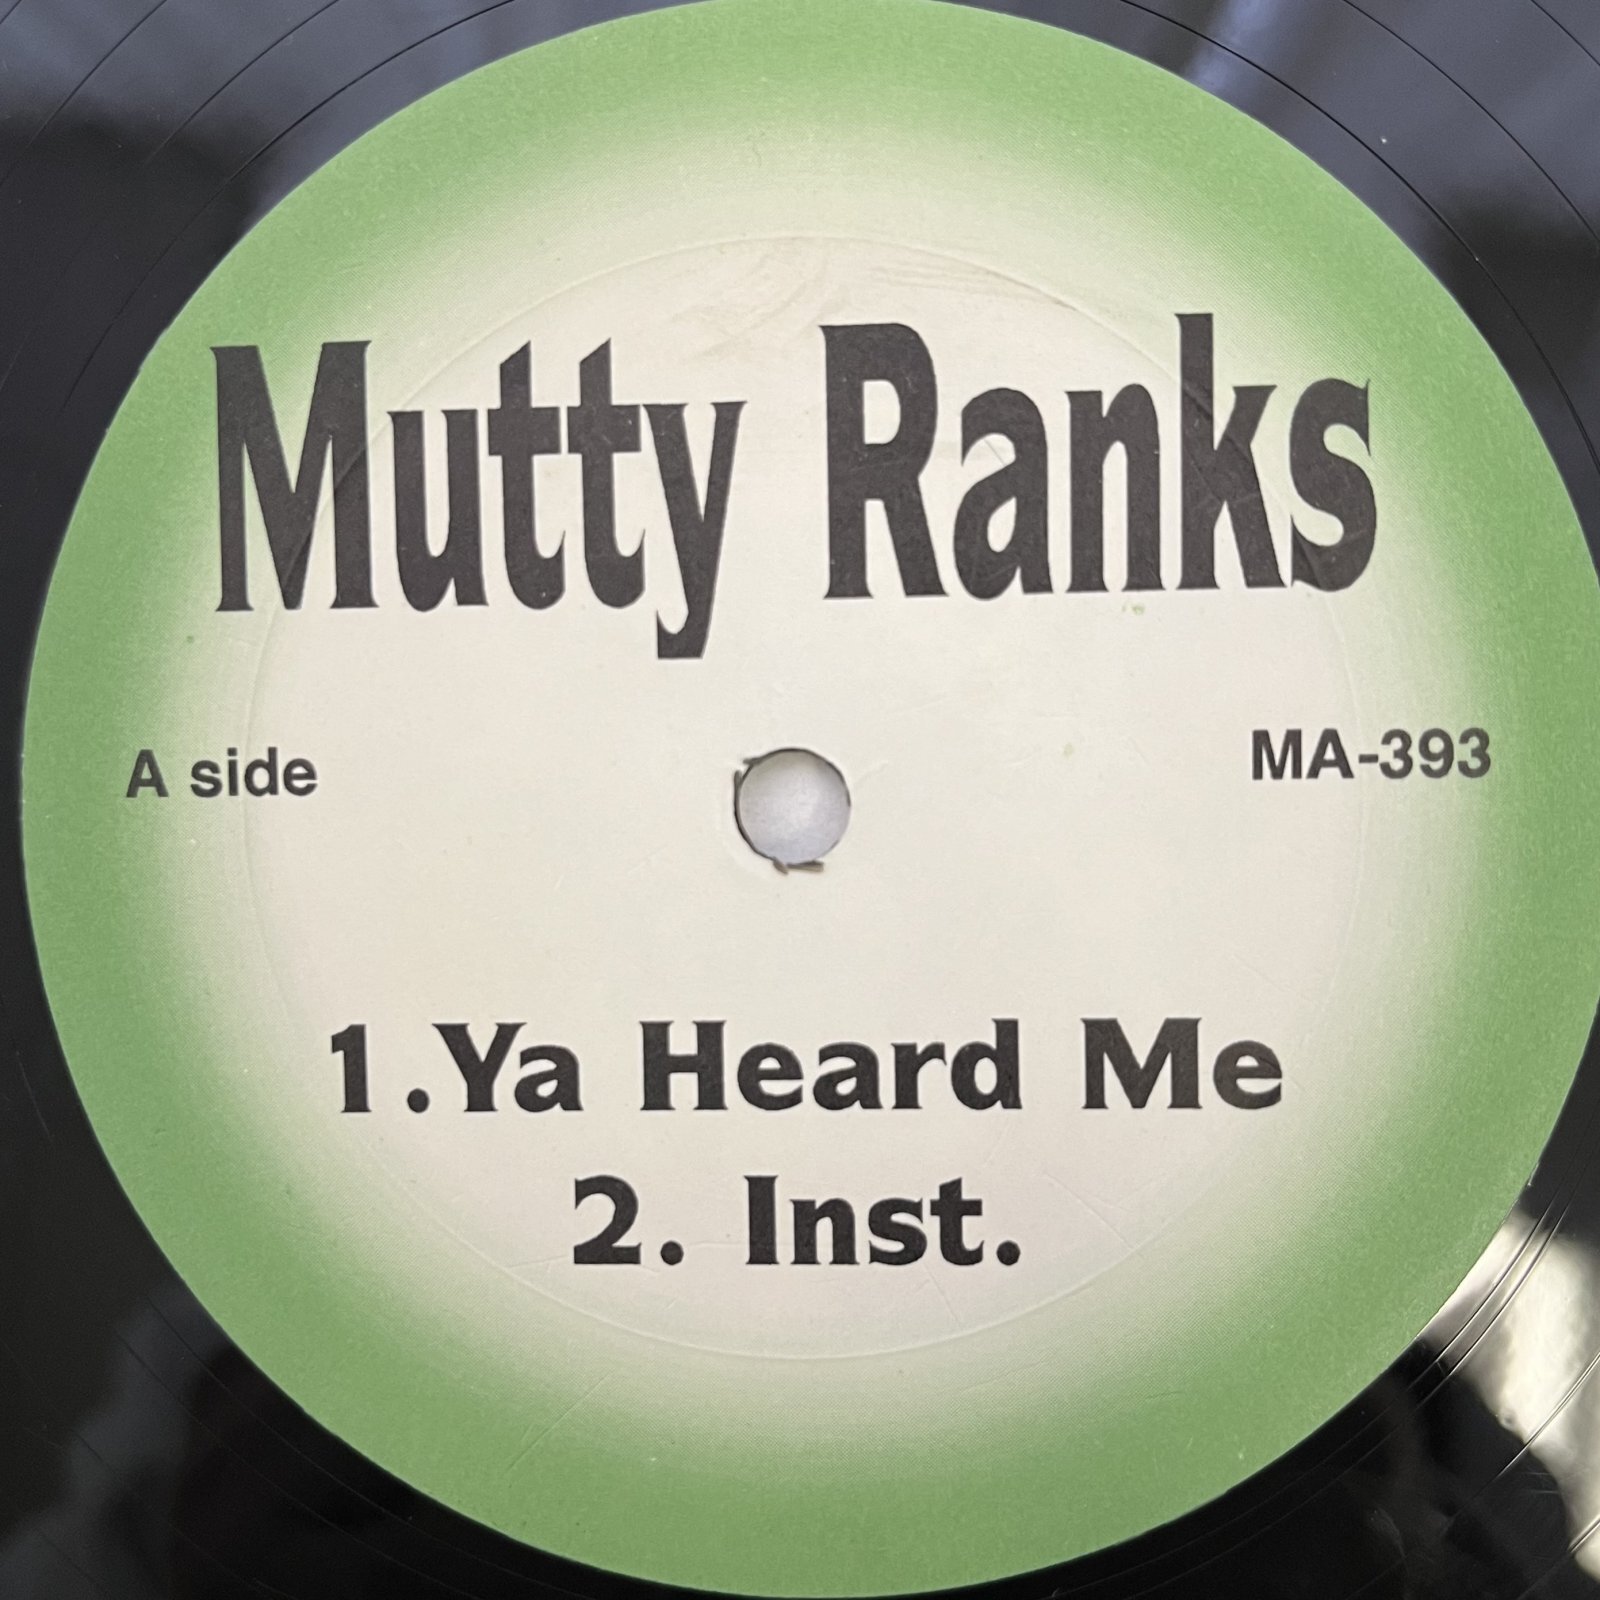 Mutty Ranks
A side
MA-393
1.Ya Heard Me
2. Inst.